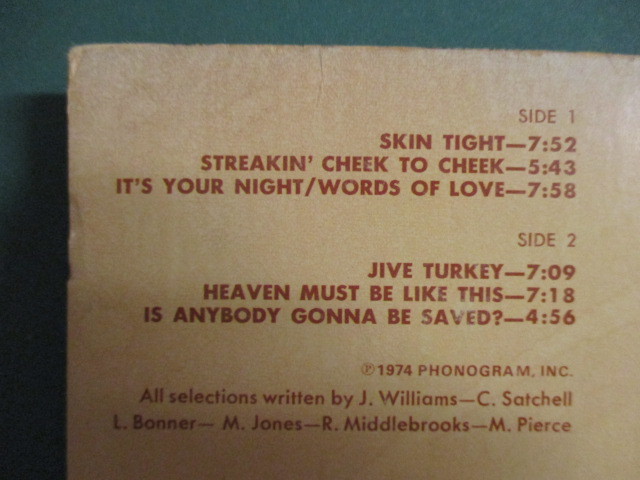 SIDE 1
SKIN TIGHT—7:52
STREAKIN' CHEEK TO CHEEK—5:43
IT'S YOUR NIGHT/WORDS OF LOVE—7:58
SIDE 2
JIVE TURKEY—7:09
HEAVEN MUST BE LIKE THIS—7:18
IS ANYBODY GONNA BE SAVED?—4:56
℗1974 PHONOGRAM, INC.
All selections written by J. Williams—C. Satchell
L. Bonner— M. Jones—R. Middlebrooks—M. Pierce